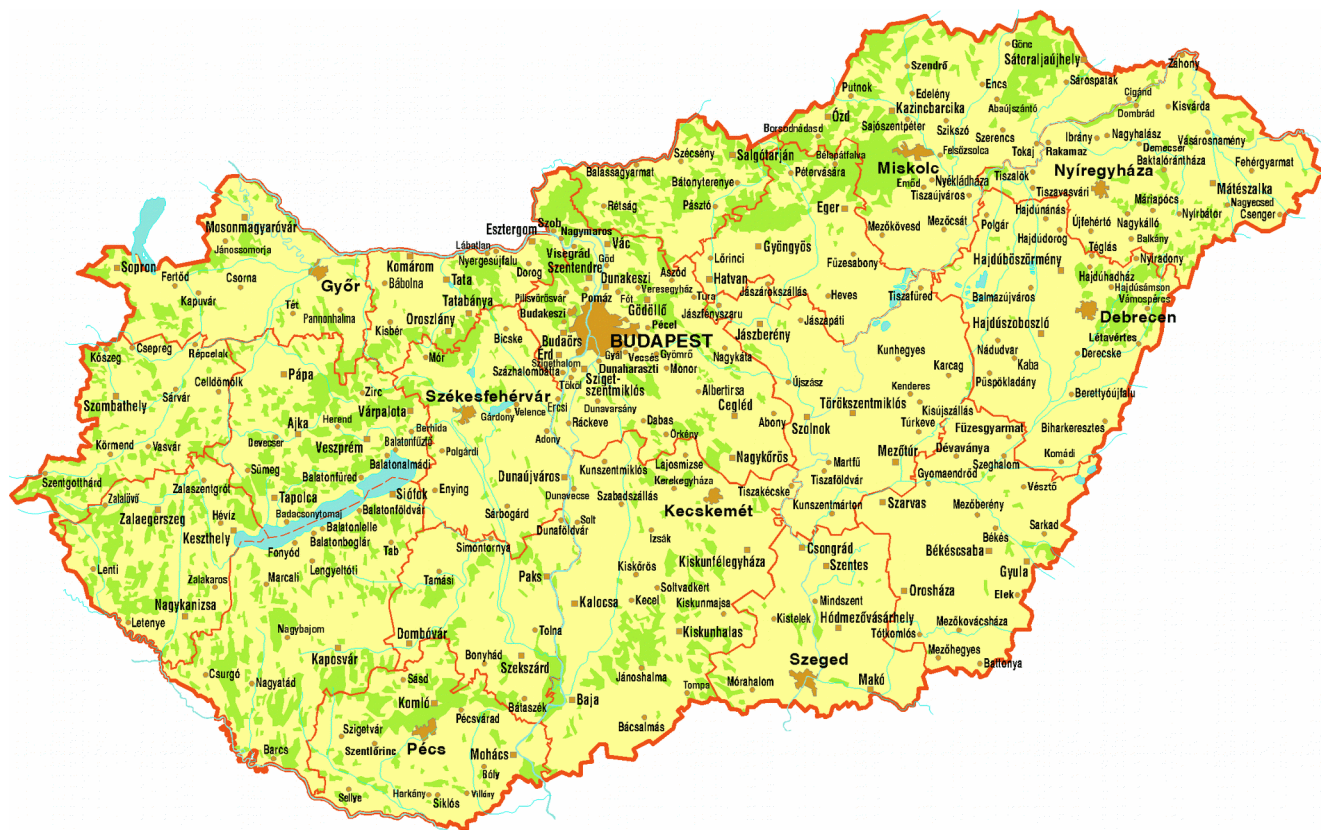 Gönc
Sátoraljaújhely
Szendrő
Záhony
Encs
Sárospatak
Putnok
Edelény
Cigánd
Kazincbarcika
Abaújszántó
Kisvárda
Dombrád
Ózd
Borsodnádasd
Sajószentpéter
Szikszó
Szerencs
Ibrány
Nagyhalász
Vásárosnamény
Demecser
Szécsény
Salgótarján
Bélapátfalva
Felsőzsolca
Tokaj
Rakamaz
Baktalórántháza
Fehérgyarmat
Balassagyarmat
Bátonyterenye
Pétervására
Miskolc
Emőd
Nyékládháza
Tiszalök
Nyíregyháza
Mátészalka
Tiszaújváros
Tiszavasvári
Rétság
Pásztó
Eger
Máriapócs
Nagyecsed
Csenger
Nyírbátor
Mosonmagyaróvár
Szob
Nagymaros
Mezőkövesd
Mezőcsát
Polgár
Hajdúnánás
Újfehértó
Nagykálló
Esztergom
Hajdúdorog
Balkány
Jánossomorja
Lábatlan
Visegrád
Vác
Gyöngyös
Téglás
Nyergesújfalu
Göd
Lőrinci
Füzesabony
Hajdúböszörmény
Nyíradony
Sopron
Fertőd
Csorna
Győr
Komárom
Bábolna
Tata
Dorog
Szentendre
Dunakeszi
Aszód
Hatvan
Hajdúhadház
Hajdúsámson
Kapuvár
Tét
Tatabánya
Pilisvörösvár
Pomáz
Fót
Veresegyház
Tura
Jászárokszállás
Heves
Tiszafüred
Balmazújváros
Vámospércs
Pannonhalma
Oroszlány
Budakeszi
Gödöllő
Jászfényszaru
Debrecen
Kisbér
Pécel
Jászapáti
Hajdúszoboszló
Bicske
Budaörs
BUDAPEST
Jászberény
Létavértes
Kőszeg
Csepreg
Répcelak
Mór
Érd
Gyál
Vecsés
Gyömrő
Nagykáta
Kunhegyes
Nádudvar
Derecske
Szigethalom
Dunaharaszti
Monor
Karcag
Kaba
Pápa
Százhalombatta
Celldömölk
Tököl
Sziget-
szentmiklós
Újszász
Kenderes
Püspökladány
Sárvár
Zirc
Székesfehérvár
Albertirsa
Berettyóújfalu
Szombathely
Várpalota
Velence
Ercsi
Dunavarsány
Cegléd
Törökszentmiklós
Kisújszállás
Ajka
Herend
Gárdony
Ráckeve
Dabas
Abony
Szolnok
Túrkeve
Füzesgyarmat
Biharkeresztes
Berhida
Körmend
Vasvár
Devecser
Veszprém
Balatonfűztő
Polgárdi
Adony
Örkény
Mezőtúr
Dévaványa
Komádi
Balatonalmádi
Nagykőrös
Martfű
Szeghalom
Sümeg
Balatonfüred
Dunaújváros
Kunszentmiklós
Lajosmizse
Tiszaföldvár
Gyomaendrőd
Szentgotthárd
Zalaszentgrót
Enying
Kerekegyháza
Vésztő
Zalalövő
Tapolca
Siófok
Dunavecse
Szabadszállás
Tiszakécske
Zalaegerszeg
Hévíz
Badacsonytomaj
Balatonföldvár
Sárbogárd
Solt
Kecskemét
Kunszentmárton
Szarvas
Mezőberény
Keszthely
Balatonlelle
Dunaföldvár
Sarkad
Balatonboglár
Izsák
Békés
Fonyód
Tab
Simontornya
Csongrád
Békéscsaba
Lenti
Zalakaros
Marcali
Lengyeltóti
Tamási
Paks
Kiskőrös
Kiskunfélegyháza
Szentes
Gyula
Soltvadkert
Orosháza
Elek
Nagykanizsa
Kalocsa
Kecel
Kiskunmajsa
Mindszent
Letenye
Kistelek
Hódmezővásárhely
Mezőkovácsháza
Nagybajom
Dombóvár
Tolna
Kiskunhalas
Tótkomlós
Kaposvár
Bonyhád
Szekszárd
Szeged
Mezőhegyes
Battonya
Csurgó
Nagyatád
Sásd
Jánoshalma
Tompa
Mórahalom
Makó
Komló
Bátaszék
Baja
Pécsvárad
Szigetvár
Bácsalmás
Barcs
Szentlőrinc
Pécs
Mohács
Bóly
Sellye
Harkány
Siklós
Villány